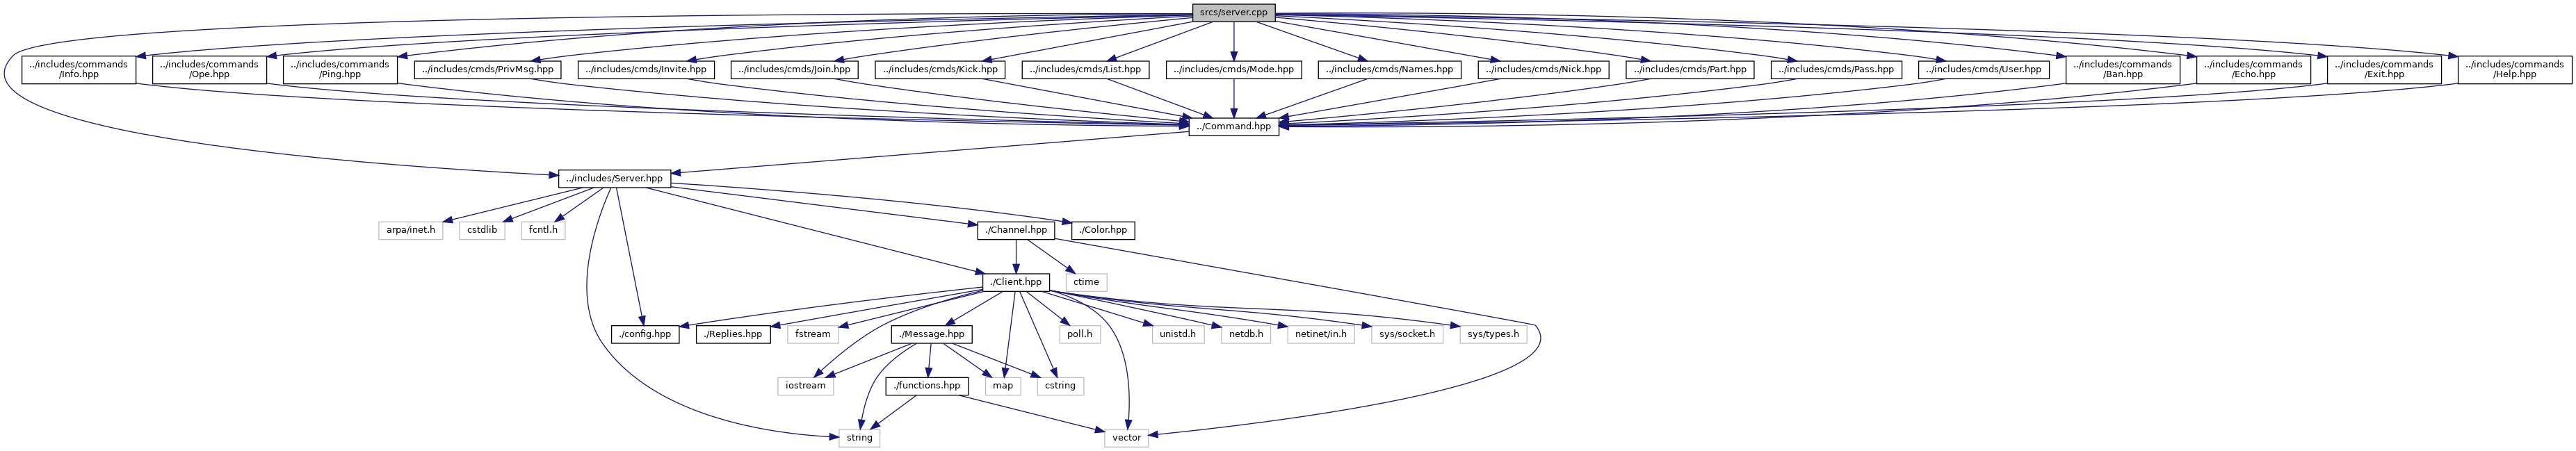 srcs/server.cpp
../includes/commands
/Info.hpp
../includes/commands
/Ope.hpp
../includes/commands
/Ping.hpp
../includes/cmds/PrivMsg.hpp
../includes/cmds/Invite.hpp
../includes/cmds/Join.hpp
../includes/cmds/Kick.hpp
../includes/cmds/List.hpp
../includes/cmds/Mode.hpp
../includes/cmds/Names.hpp
../includes/cmds/Nick.hpp
../includes/cmds/Part.hpp
../includes/cmds/Pass.hpp
../includes/cmds/User.hpp
../includes/commands
/Ban.hpp
../includes/commands
/Echo.hpp
../includes/commands
/Exit.hpp
../includes/commands
/Help.hpp
../Command.hpp
../includes/Server.hpp
arpa/inet.h
cstdlib
fcntl.h
./Channel.hpp
./Color.hpp
./Client.hpp
ctime
./config.hpp
./Replies.hpp
fstream
./Message.hpp
poll.h
unistd.h
netdb.h
netinet/in.h
sys/socket.h
sys/types.h
iostream
./functions.hpp
map
cstring
string
vector